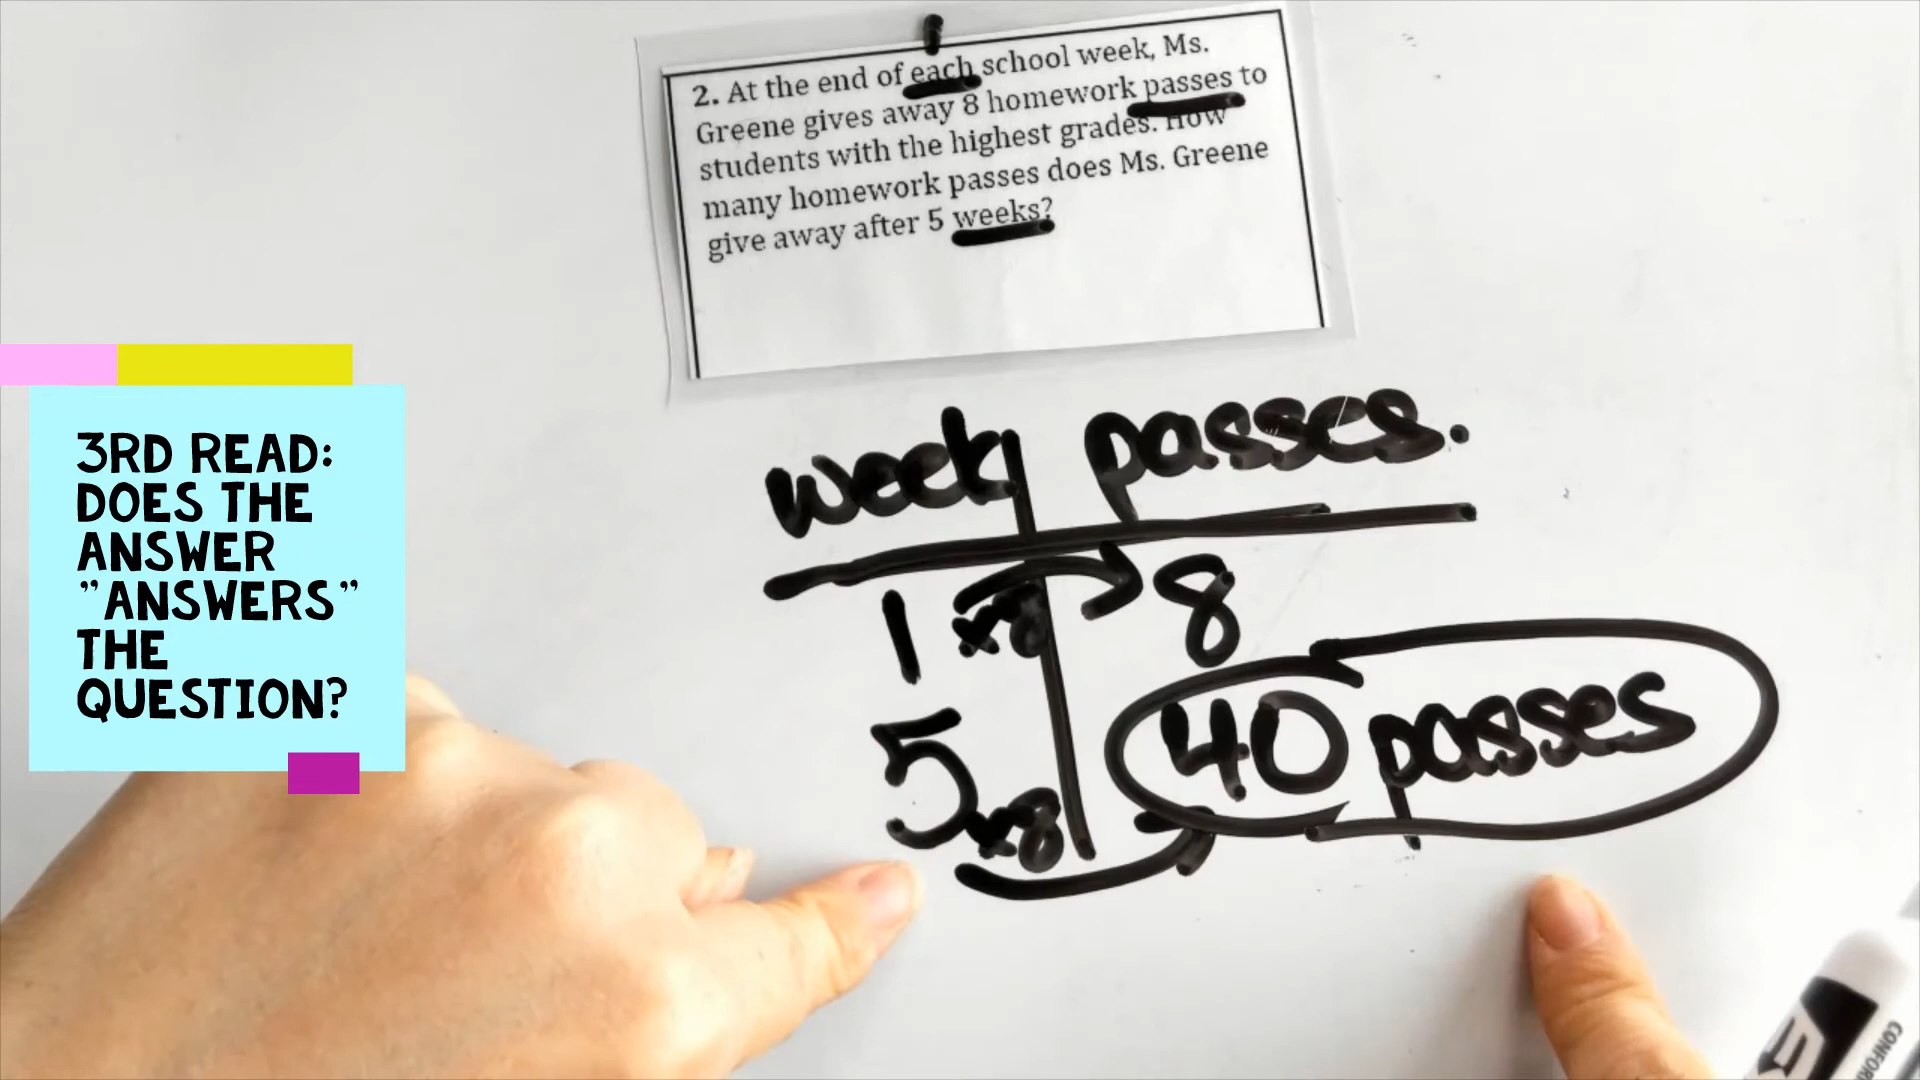 2. At the end of each school week, Ms.
Greene gives away 8 homework passes to
students with the highest grades. How
many homework passes does Ms. Greene
give away after 5 weeks?
3RD READ:
DOES THE
ANSWER
"ANSWERS"
THE
QUESTION?
week passes.
1 x8 8
5 x8 40 passes